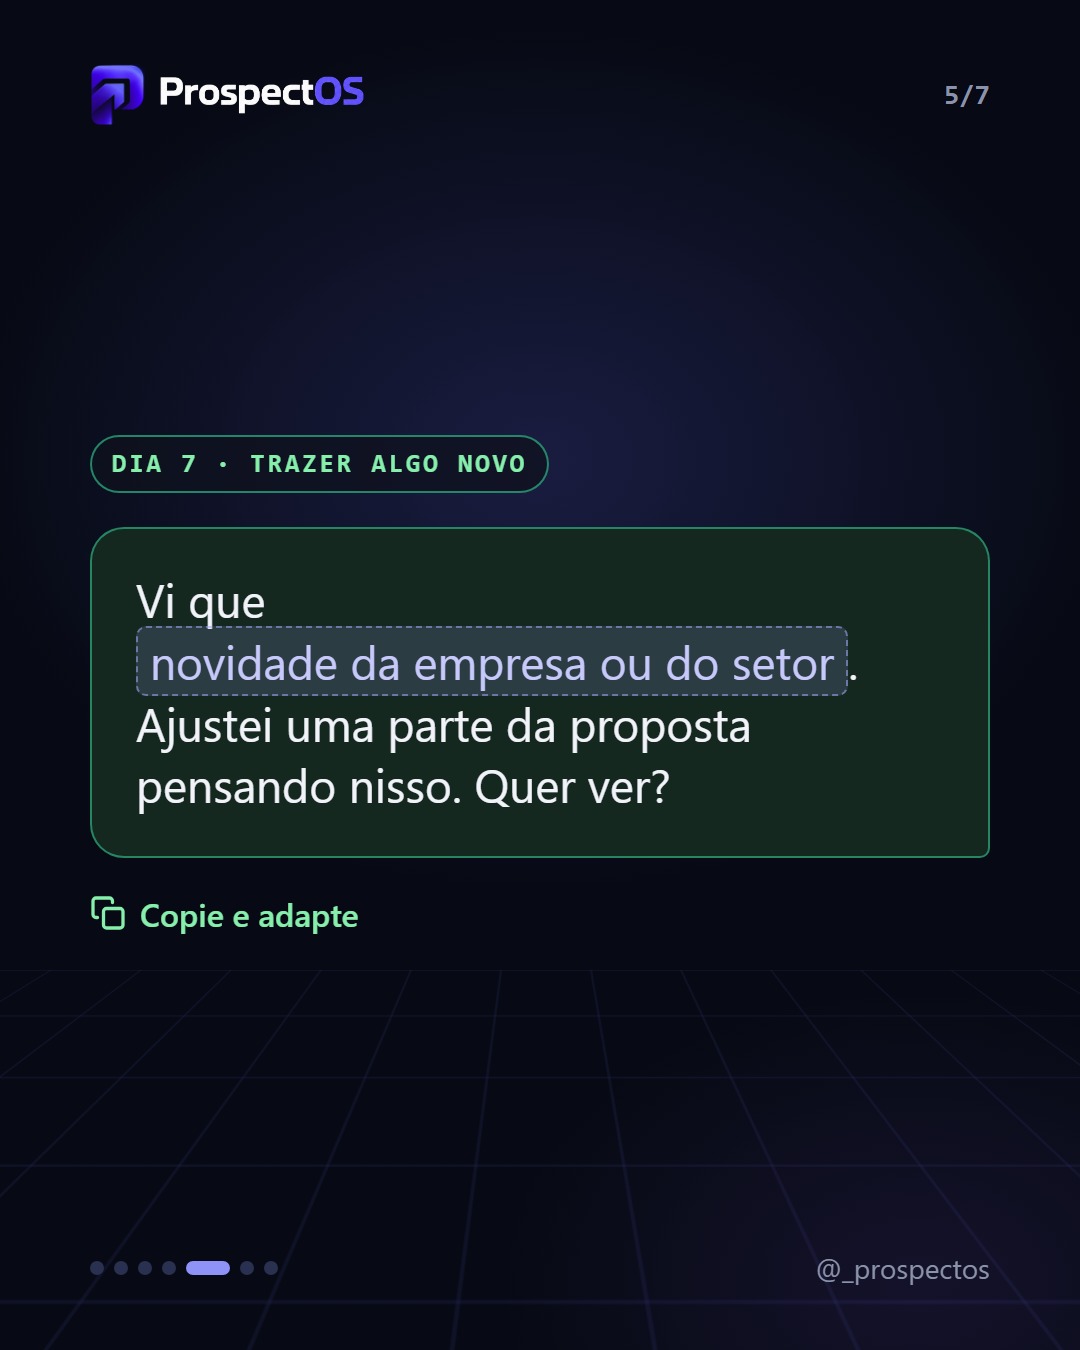 ProspectOS
5/7
DIA 7 · TRAZER ALGO NOVO
Vi que
novidade da empresa ou do setor.
Ajustei uma parte da proposta
pensando nisso. Quer ver?
Copie e adapte
@_prospectos